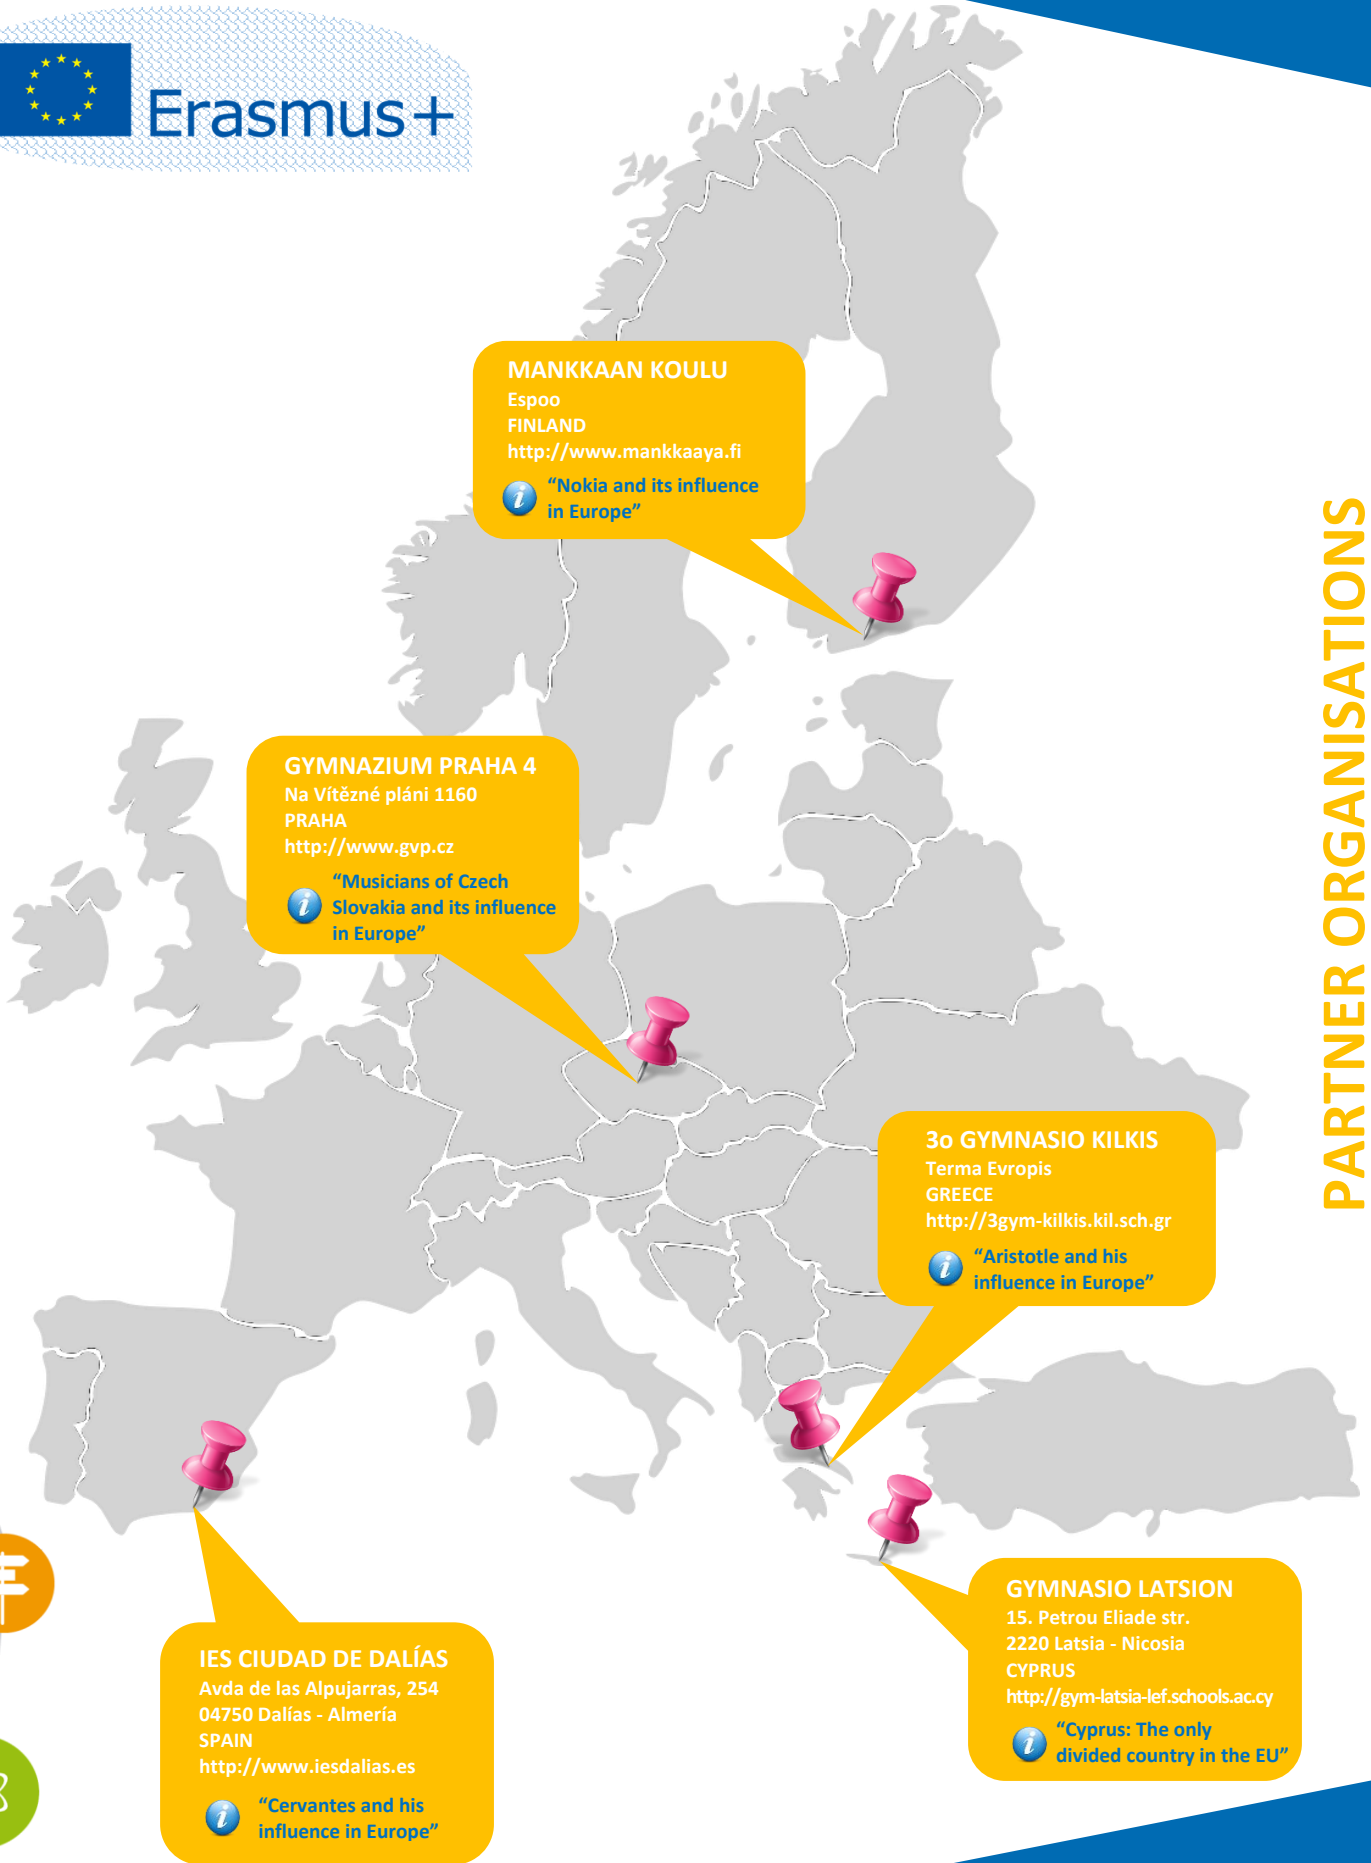 Erasmus+
MANKKAAN KOULU
Espoo
FINLAND
http://www.mankkaaya.fi
“Nokia and its influence
in Europe”
PARTNER ORGANISATIONS
GYMNAZIUM PRAHA 4
Na Vítězné pláni 1160
PRAHA
http://www.gvp.cz
“Musicians of Czech
Slovakia and its influence
in Europe”
3o GYMNASIO KILKIS
Terma Evropis
GREECE
http://3gym-kilkis.kil.sch.gr
“Aristotle and his
influence in Europe”
GYMNASIO LATSION
15. Petrou Eliade str.
2220 Latsia - Nicosia
CYPRUS
http://gym-latsia-lef.schools.ac.cy
“Cyprus: The only
divided country in the EU”
IES CIUDAD DE DALÍAS
Avda de las Alpujarras, 254
04750 Dalías - Almería
SPAIN
http://www.iesdalias.es
“Cervantes and his
influence in Europe”